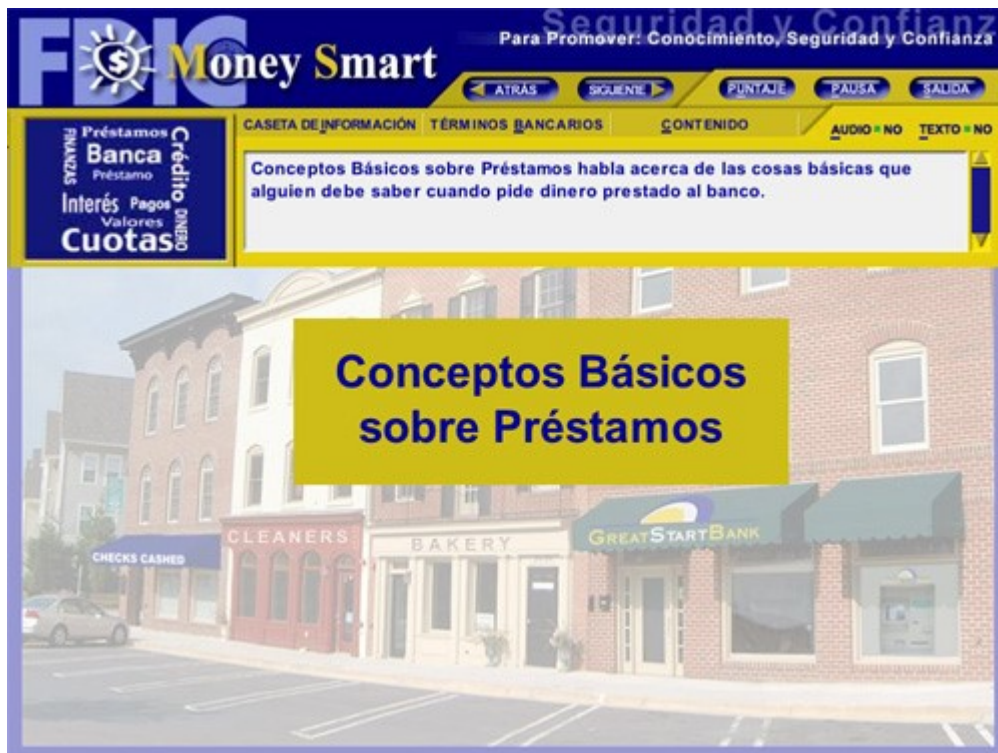 Seguridad y Confianz
FDIC
Money Smart
Para Promover: Conocimiento, Seguridad y Confianza
ATRÁS SIGUIENTE PUNTAJE PAUSA SALIDA
CASETA DE INFORMACIÓN TÉRMINOS BANCARIOS CONTENIDO AUDIO NO TEXTO NO
Préstamos
FINANZAS
Banca
Crédito
Préstamo
Interés Pagos
Valores
DINERO
Cuotas
Conceptos Básicos sobre Préstamos habla acerca de las cosas básicas que
alguien debe saber cuando pide dinero prestado al banco.
Conceptos Básicos
sobre Préstamos
CHECKS CASHED
CLEANERS
BAKERY
GREATSTARTBANK